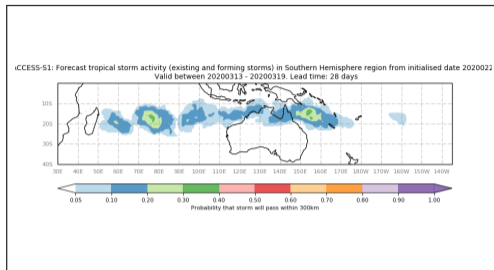 CCESS-S1: Forecast tropical storm activity (existing and forming storms) in Southern Hemisphere region from initialised date 2020022
Valid between 20200313 - 20200319. Lead time: 28 days
10S
20S
30S
40S
30E 40E 50E 60E 70E 80E 90E 100E 110E 120E 130E 140E 150E 160E 170E 180W 170W 160W 150W 140W
0.05 0.10 0.20 0.30 0.40 0.50 0.60 0.70 0.80 0.90 1.00
Probability that storm will pass within 300km